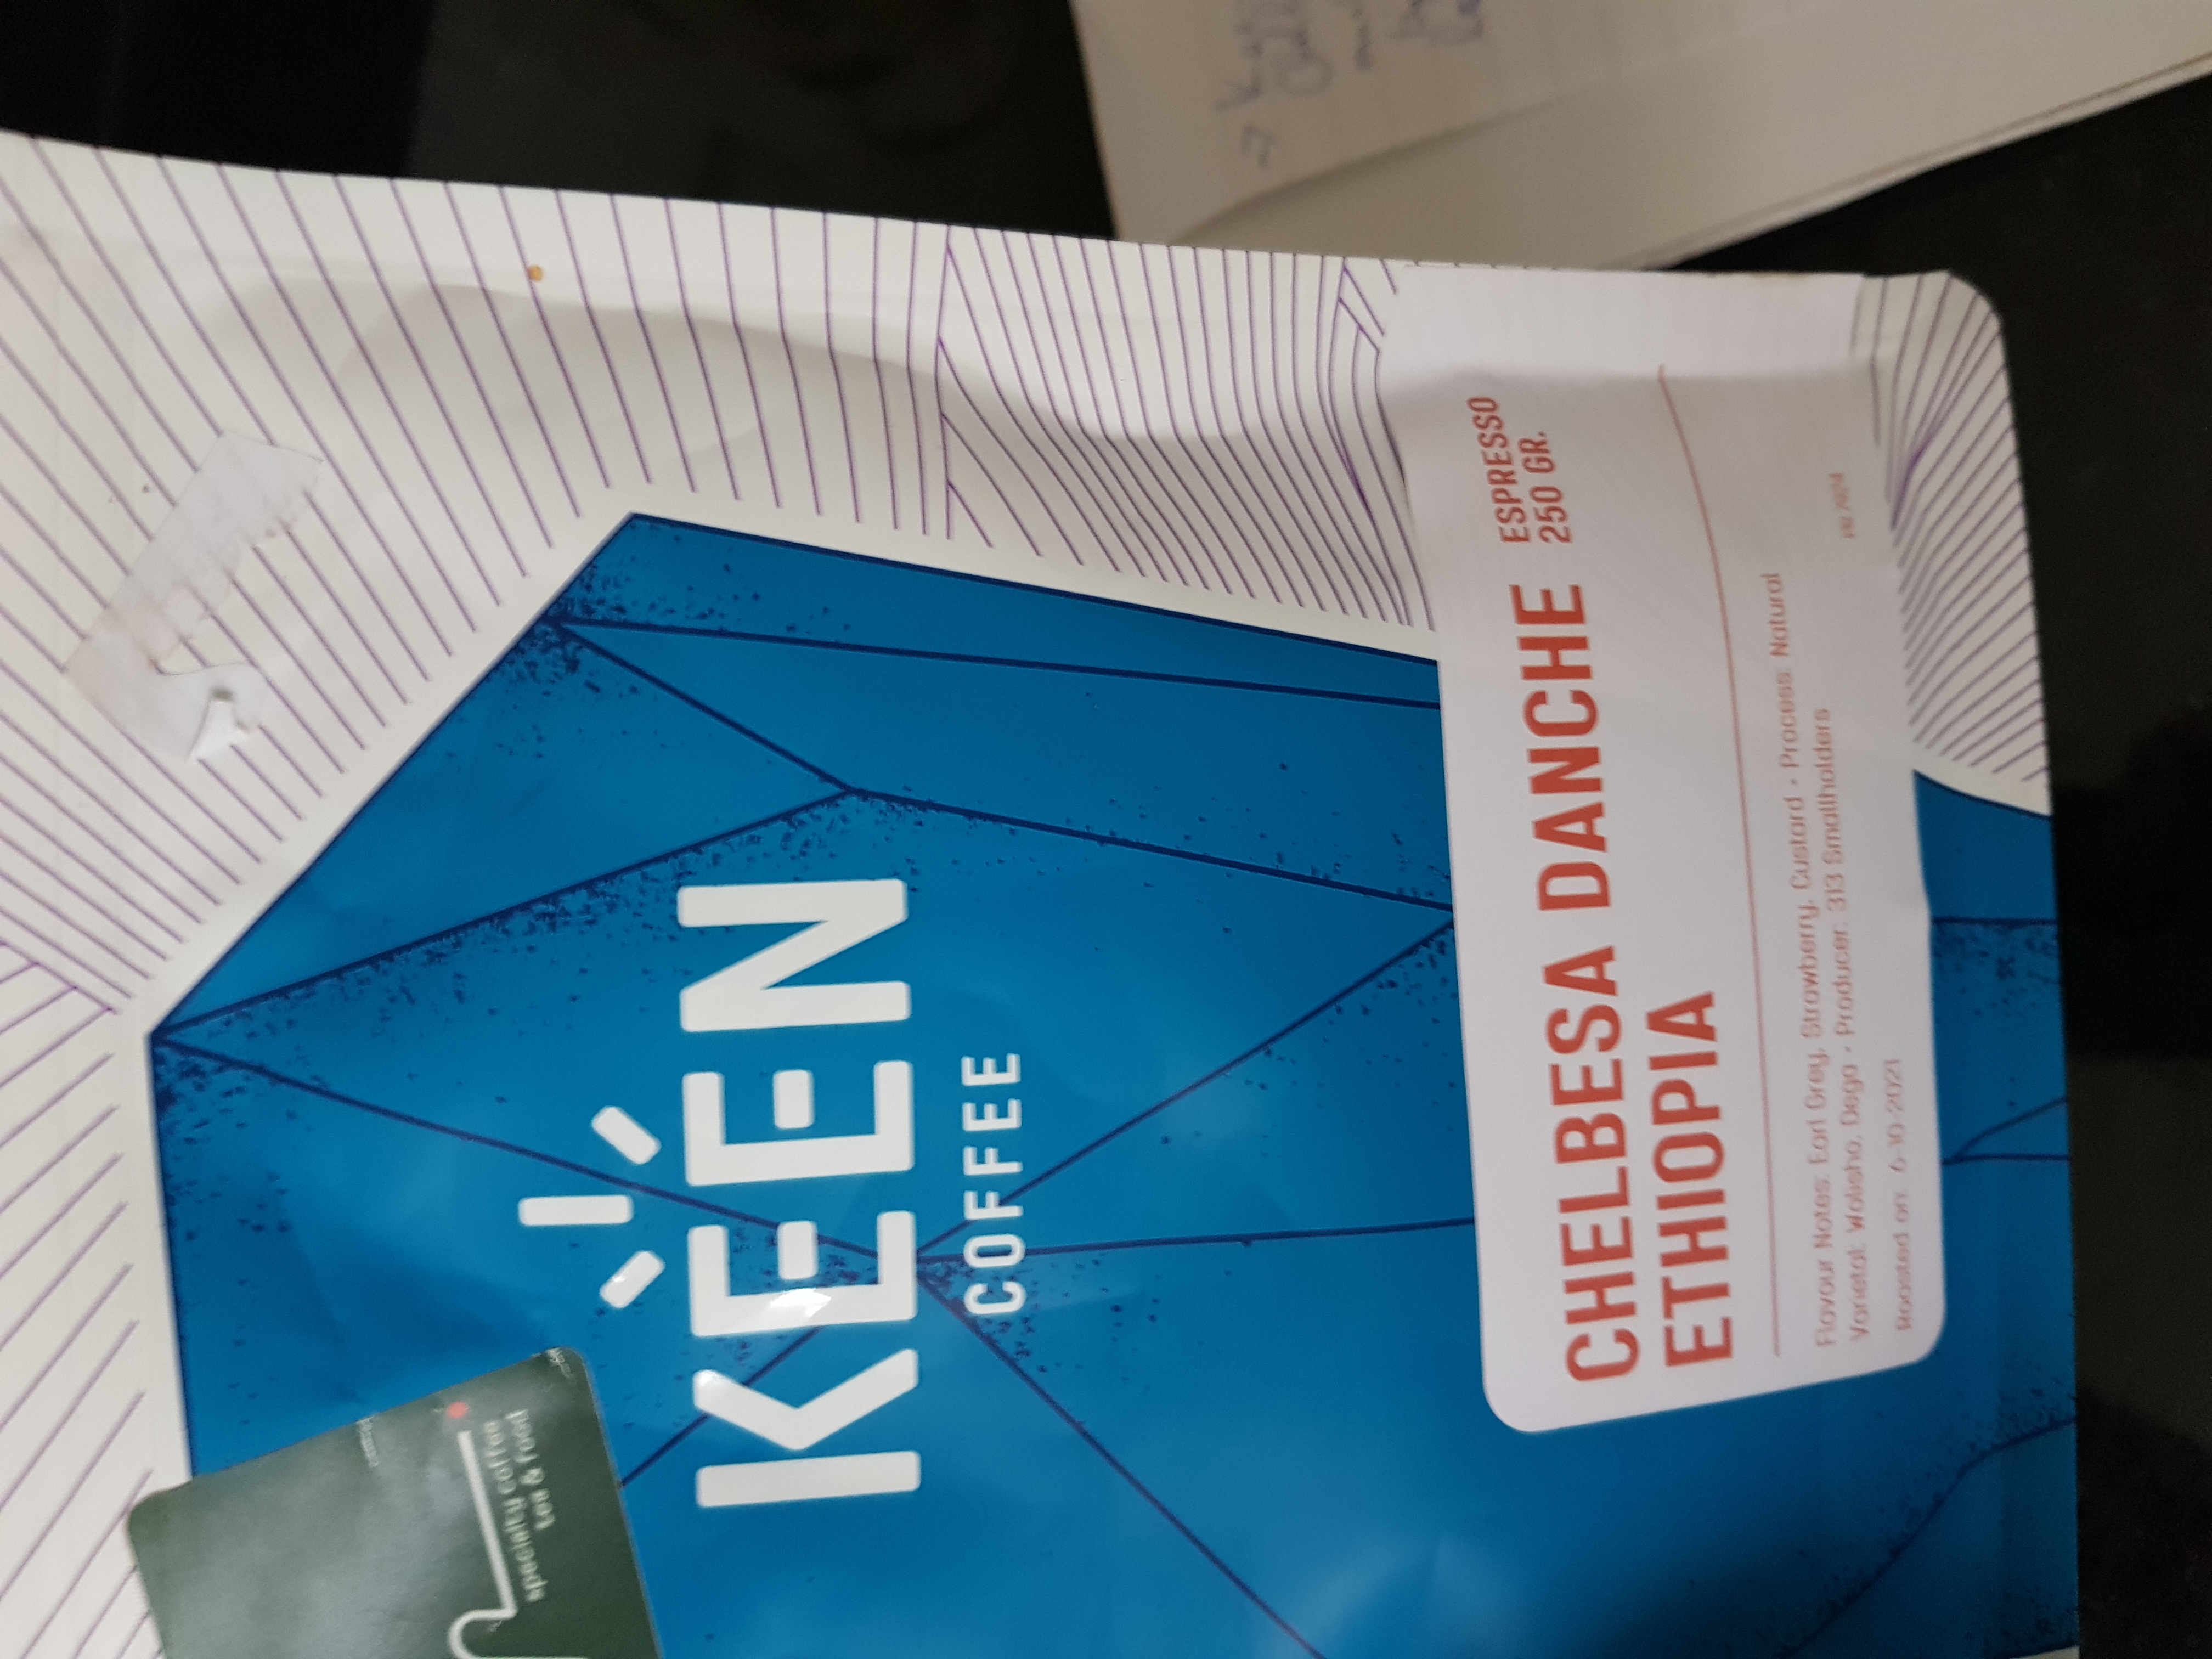 KEEN
COFFEE
CHELBESA DANCHE
ETHIOPIA
ESPRESSO
250 GR.
Flavour Notes: Earl Grey, Strawberry, Custard • Process: Natural
Varietal: Wolisho, Dega • Producer: 313 Smallholders
Roasted on: 6-10-2021
specialty coffee
tea & food